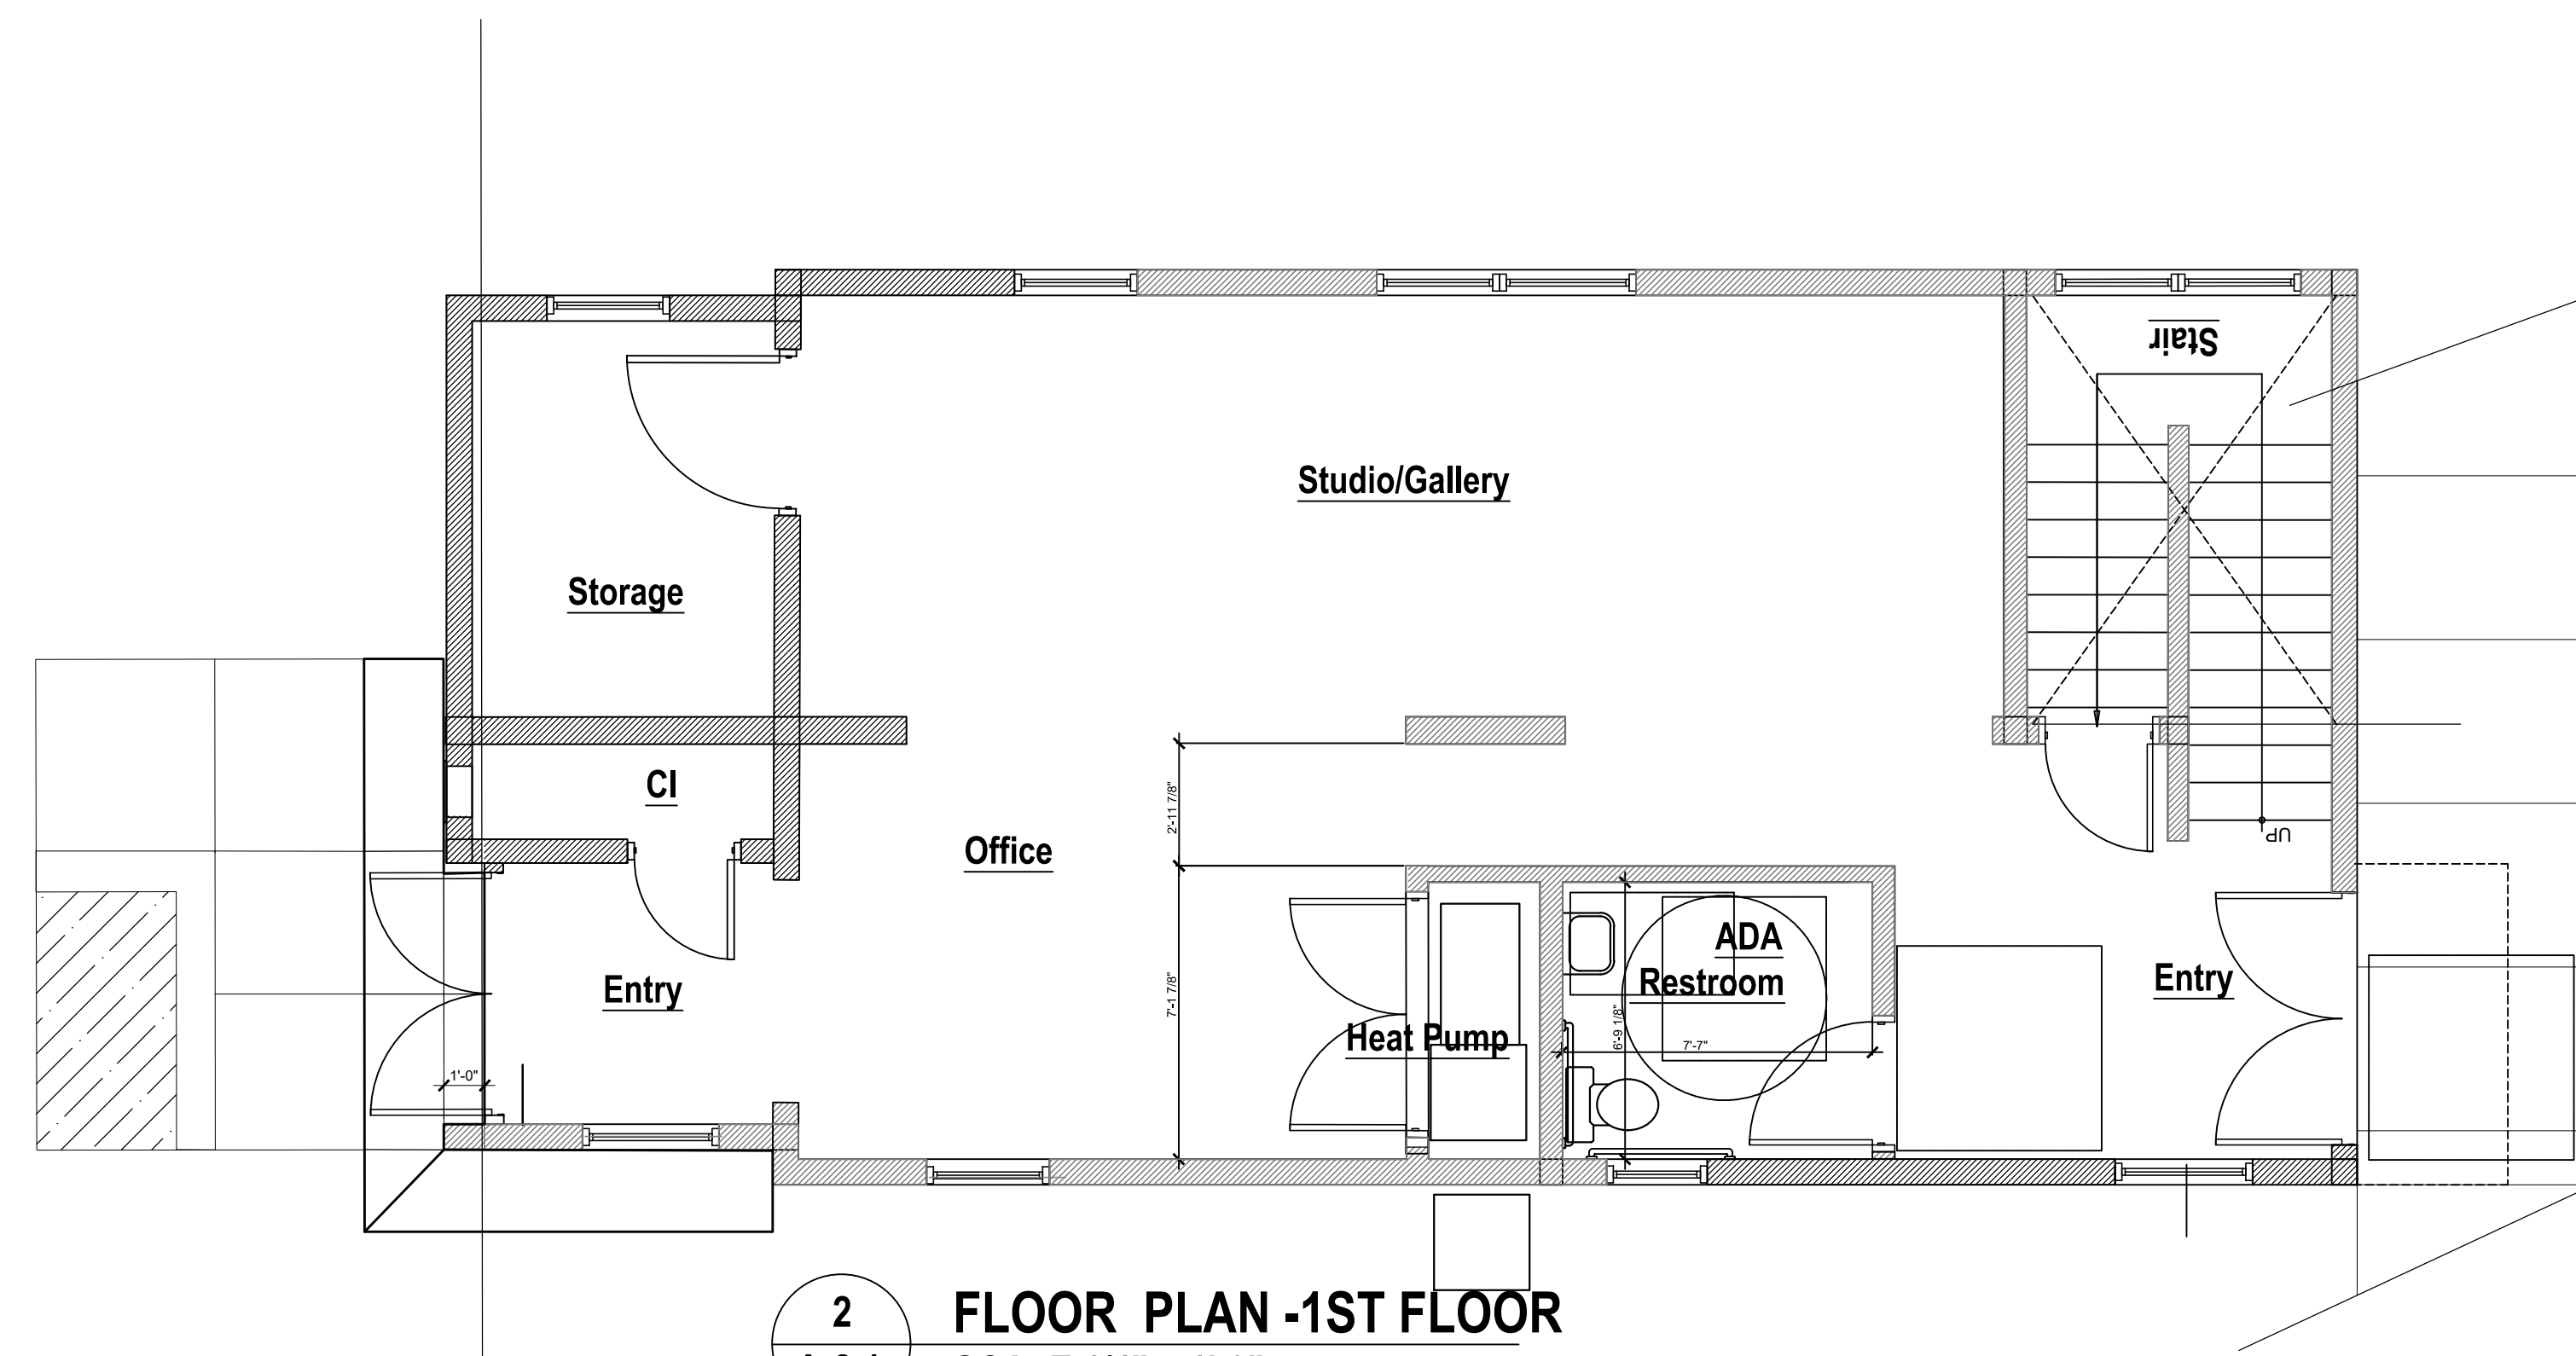 Stair
Studio/Gallery
Storage
Cl
2'-11 7/8"
Office
UP
ADA
Restroom
Entry
Entry
7'-1 7/8"
Heat Pump
6'-9 1/8"
7'-7"
1'-0"
2
FLOOR PLAN -1ST FLOOR